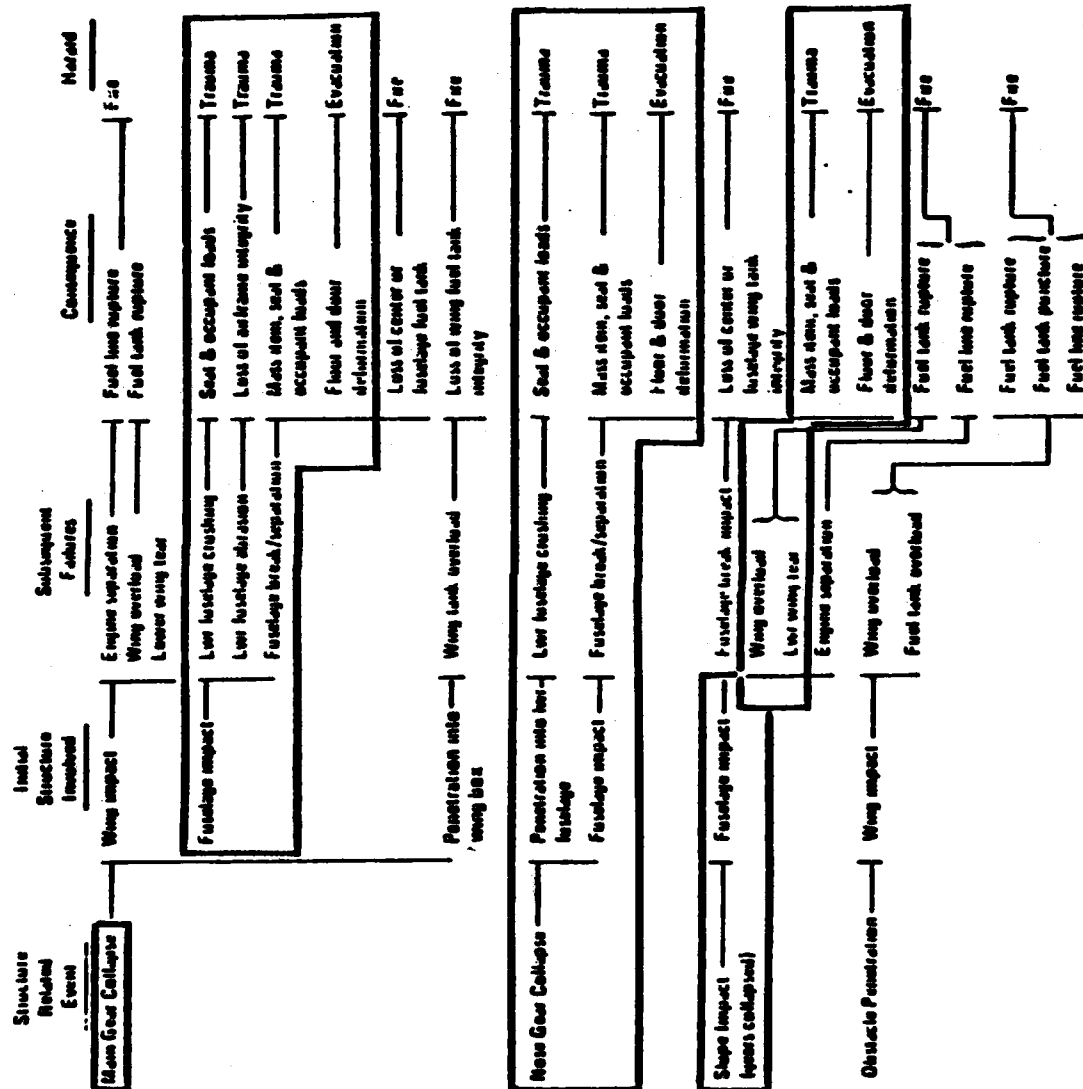 Structure
Related
Event
Initial
Structure
Involved
Subsequent
Failures
Consequence
Hazard
Main Gear Collapse
Wing impact
Engine separation
Fuel line rupture
Fire
Wing overload
Fuel tank rupture
Lower wing tear
Fuselage impact
Low fuselage crushing
Seat & occupant loads
Trauma
Low fuselage abrasion
Loss of airframe integrity
Trauma
Fuselage break/separation
Mass item, seat &
occupant loads
Trauma
Floor and door
deformation
Evacuation
Loss of center or
fuselage fuel tank
Fire
Penetration into
wing box
Wing tank overload
Loss of wing fuel tank
integrity
Fire
Nose Gear Collapse
Penetration into
fuselage
Low fuselage crushing
Seat & occupant loads
Trauma
Fuselage impact
Fuselage break/separation
Mass item, seat &
occupant loads
Trauma
Floor & door
deformation
Evacuation
Slope Impact
(gears collapsed)
Fuselage impact
Fuselage break impact
Loss of center or
fuselage wing tank
integrity
Fire
Wing overload
Mass item, seat &
occupant loads
Trauma
Low wing tear
Floor & door
deformation
Evacuation
Engine separation
Fuel tank rupture
Fire
Fuel line rupture
Obstacle Penetration
Wing impact
Wing overload
Fuel tank rupture
Fire
Fuel tank overload
Fuel tank puncture
Fuel line rupture